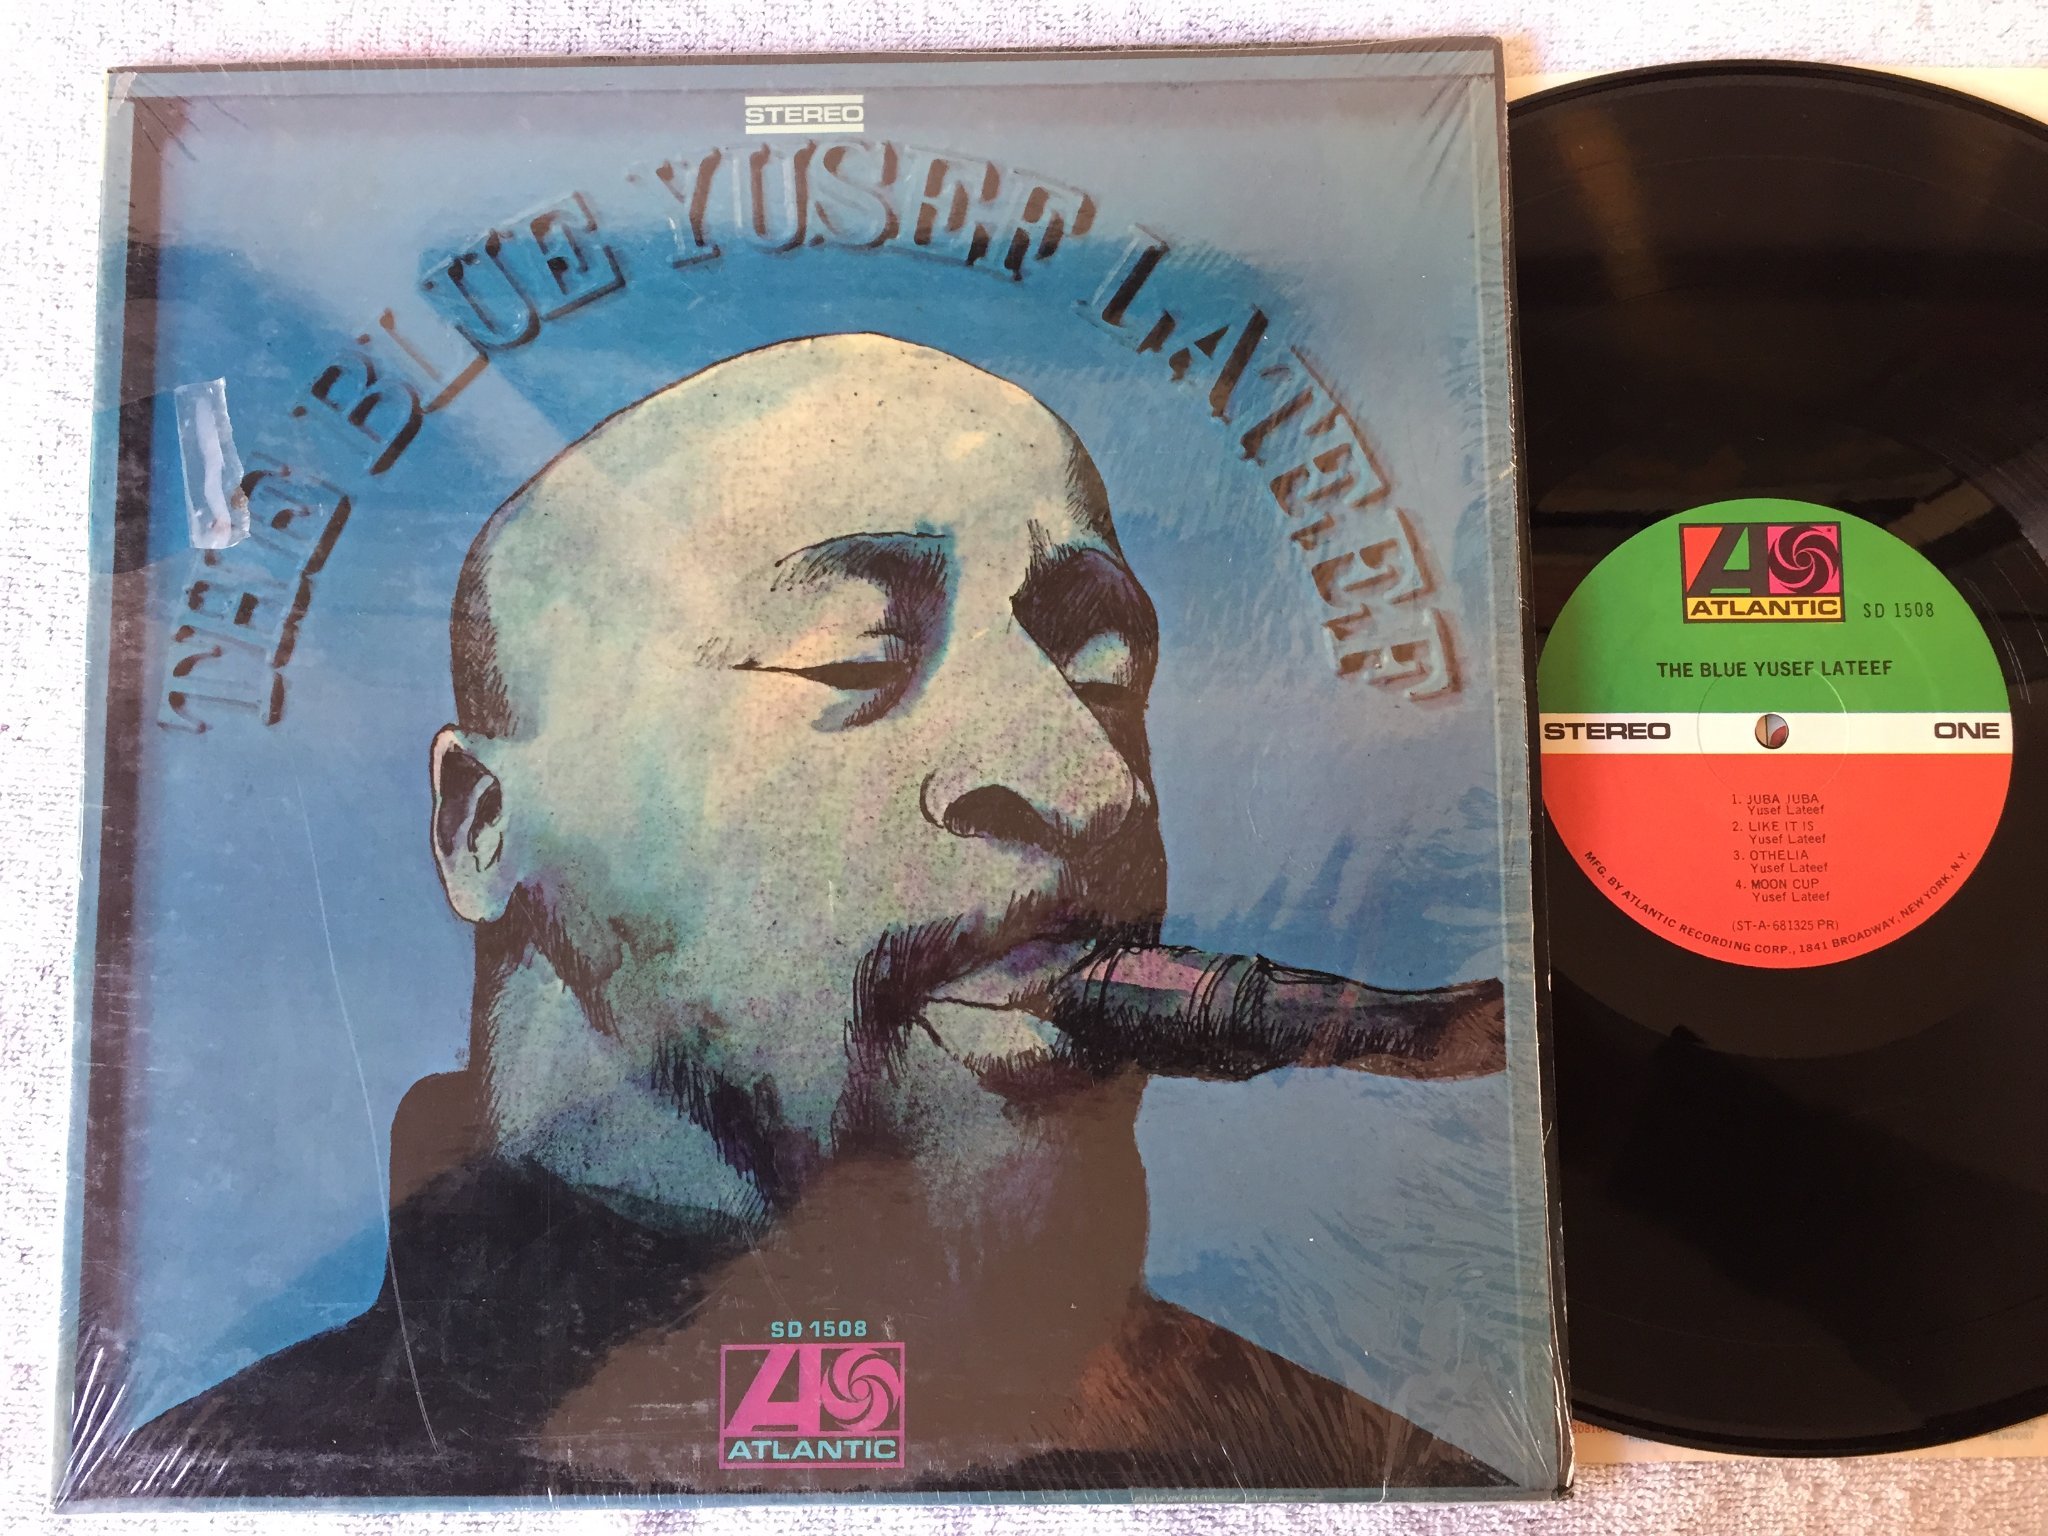 STEREO
THE BLUE YUSEF LATEEF
SD 1508
ATLANTIC
ATLANTIC
SD 1508
THE BLUE YUSEF LATEEF
STEREO
ONE
1. JUBA JUBA
Yusef Lateef
2. LIKE IT IS
Yusef Lateef
3. OTHELIA
Yusef Lateef
4. MOON CUP
Yusef Lateef
(ST-A-681325 PR)
MFG. BY ATLANTIC RECORDING CORP., 1841 BROADWAY, NEW YORK, N.Y.